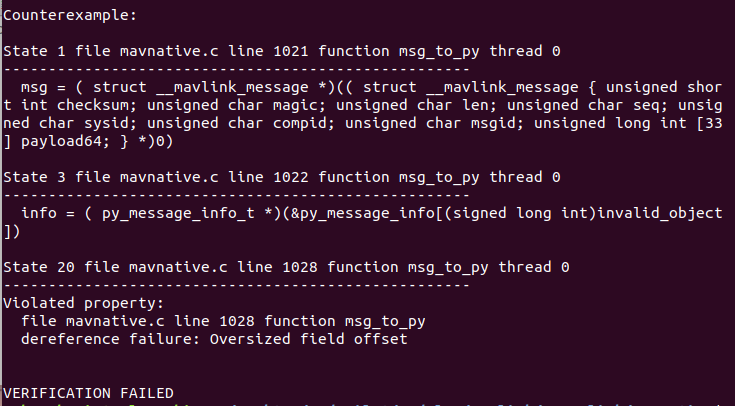 Counterexample:
State 1 file mavnative.c line 1021 function msg_to_py thread 0
----------------------------------------------------
  msg = ( struct __mavlink_message *)(( struct __mavlink_message { unsigned shor
t int checksum; unsigned char magic; unsigned char len; unsigned char seq; unsig
ned char sysid; unsigned char compid; unsigned char msgid; unsigned long int [33
] payload64; } *)0)
State 3 file mavnative.c line 1022 function msg_to_py thread 0
----------------------------------------------------
  info = ( py_message_info_t *)(&py_message_info[(signed long int)invalid_object
])
State 20 file mavnative.c line 1028 function msg_to_py thread 0
----------------------------------------------------
Violated property:
  file mavnative.c line 1028 function msg_to_py
  dereference failure: Oversized field offset
VERIFICATION FAILED